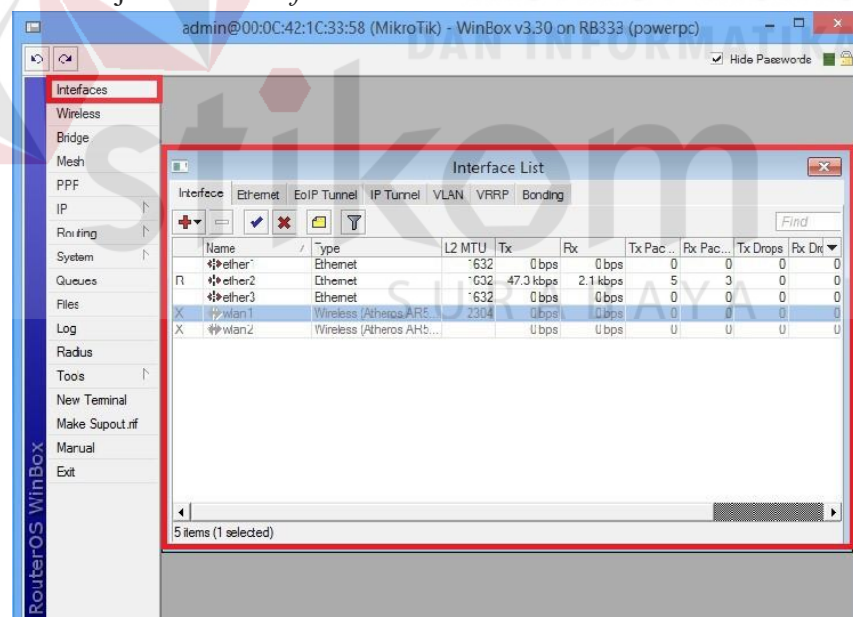 admin@00:0C:42:1C:33:58 (MikroTik) - WinBox v3.30 on RB333 (powerpc)
DAN INFORMATIKA
Hide Passwords
Interfaces
Wireless
Bridge
Mesh
PPP
IP
Routing
System
Queues
Files
Log
Radius
Tools
New Terminal
Make Supout.rif
Manual
Exit
RouterOS WinBox
stikom
SURABAYA
Interface List
Interface Ethernet EoIP Tunnel IP Tunnel VLAN VRRP Bonding
Find
Name Type L2 MTU Tx Rx Tx Pac... Rx Pac... Tx Drops Rx Dr
ether1 Ethernet 1632 0 bps 0 bps 0 0 0 0
R ether2 Ethernet 1632 47.3 kbps 2.1 kbps 5 3 0 0
ether3 Ethernet 1632 0 bps 0 bps 0 0 0 0
X wlan1 Wireless (Atheros AR5... 2304 0 bps 0 bps 0 0 0 0
X wlan2 Wireless (Atheros AR5... 0 bps 0 bps 0 0 0 0
5 items (1 selected)